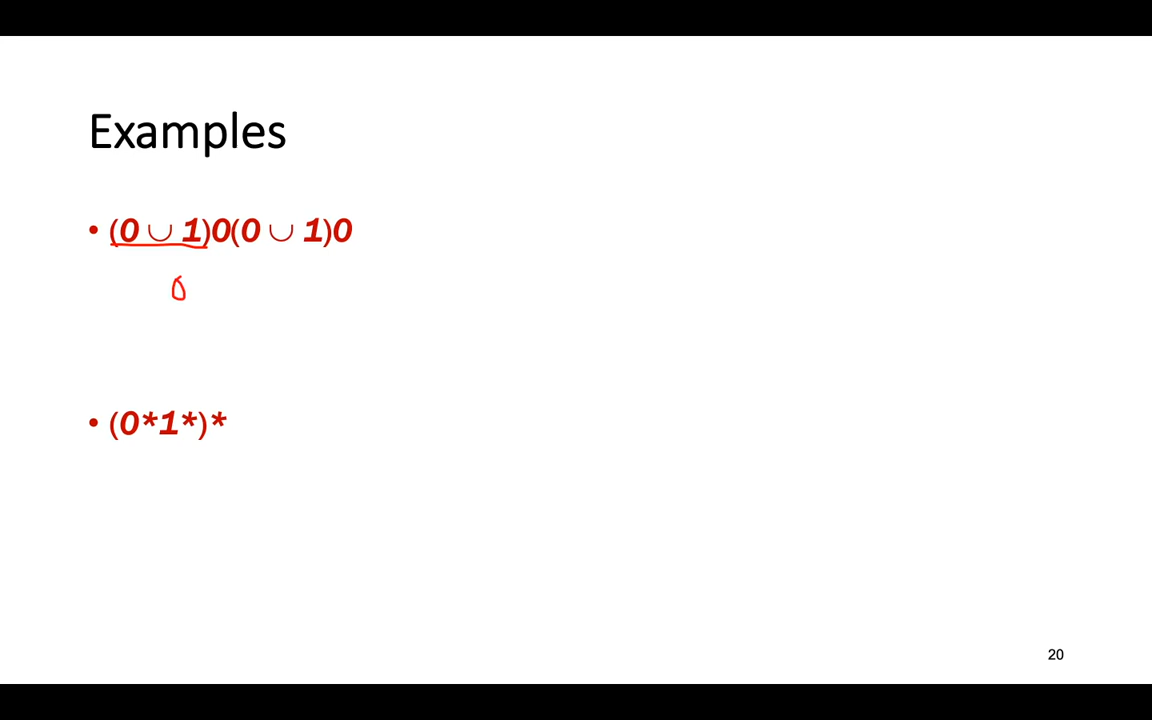 Examples
• (0 ∪ 1)0(0 ∪ 1)0
0
• (0*1*)*
20